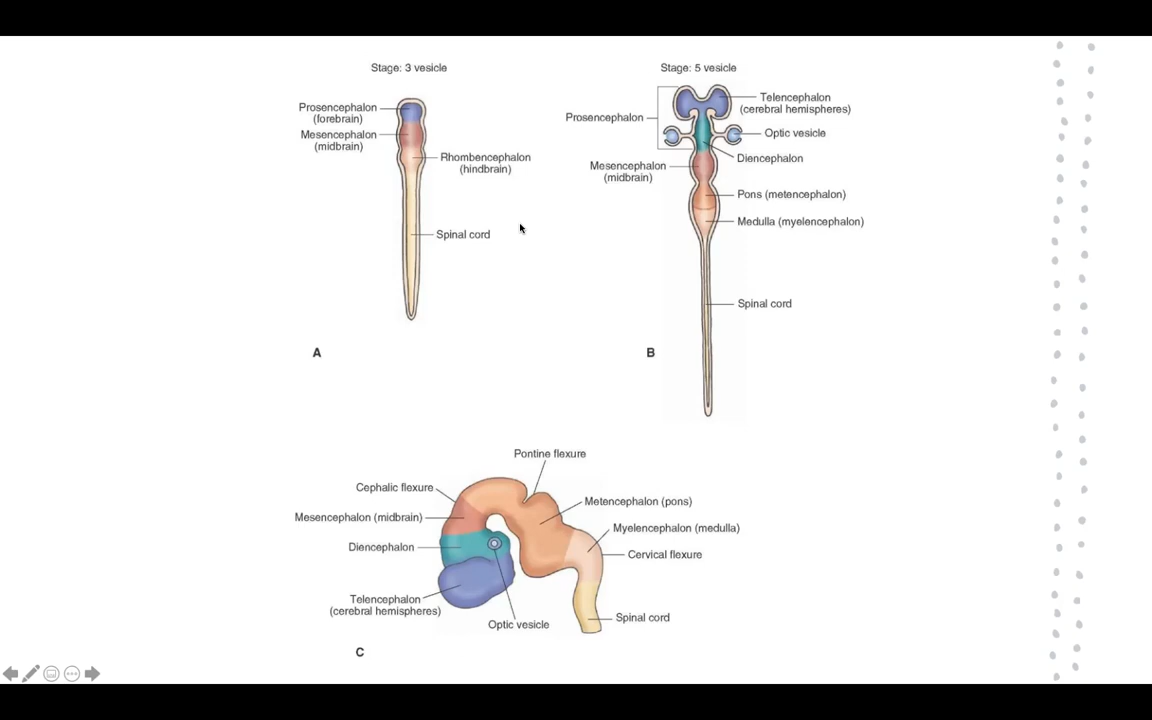 Stage: 3 vesicle
Prosencephalon
(forebrain)
Mesencephalon
(midbrain)
Rhombencephalon
(hindbrain)
Spinal cord
A
Stage: 5 vesicle
Prosencephalon
Telencephalon
(cerebral hemispheres)
Optic vesicle
Diencephalon
Mesencephalon
(midbrain)
Pons (metencephalon)
Medulla (myelencephalon)
Spinal cord
B
Pontine flexure
Cephalic flexure
Mesencephalon (midbrain)
Diencephalon
Telencephalon
(cerebral hemispheres)
Optic vesicle
Metencephalon (pons)
Myelencephalon (medulla)
Cervical flexure
Spinal cord
C